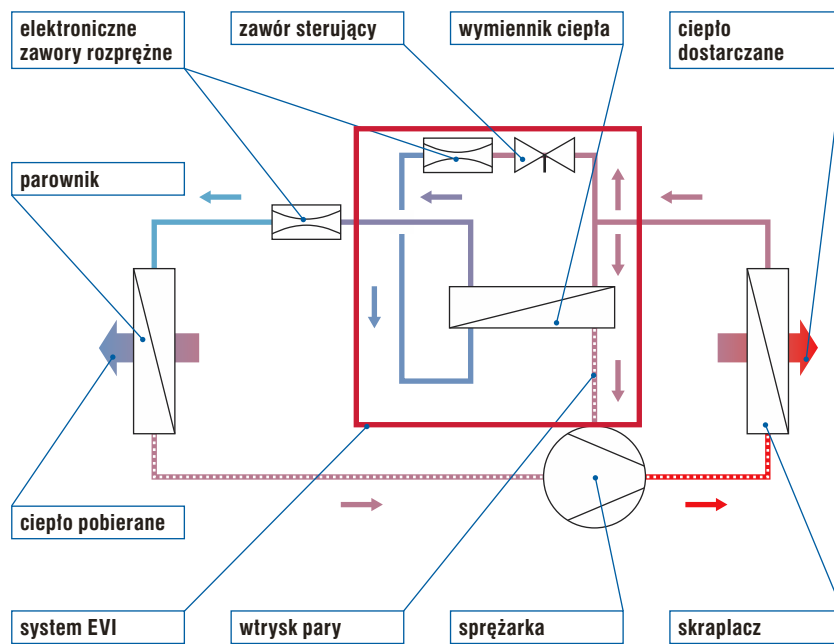 elektroniczne
zawory rozprężne
zawór sterujący
wymiennik ciepła
ciepło
dostarczane
parownik
ciepło pobierane
system EVI
wtrysk pary
sprężarka
skraplacz